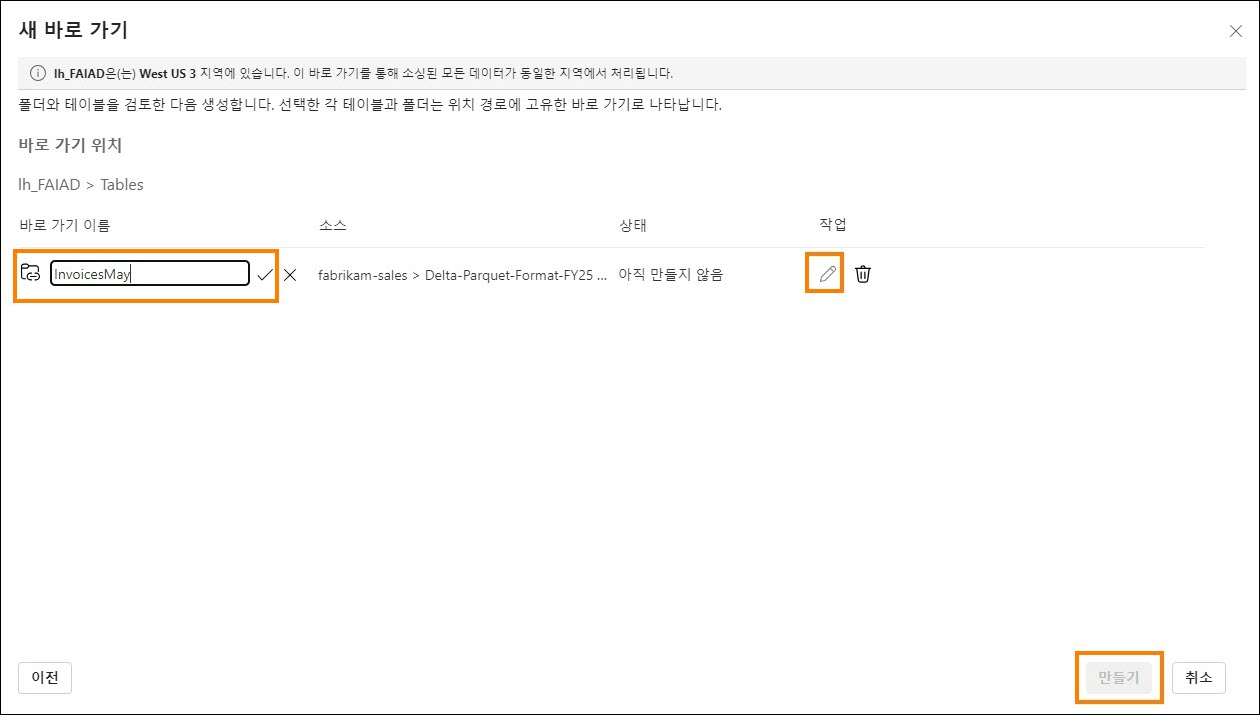 새 바로 가기
lh_FAIAD은(는) West US 3 지역에 있습니다. 이 바로 가기를 통해 소싱된 모든 데이터가 동일한 지역에서 처리됩니다.
폴더와 테이블을 검토한 다음 생성합니다. 선택한 각 테이블과 폴더는 위치 경로에 고유한 바로 가기로 나타납니다.
바로 가기 위치
lh_FAIAD > Tables
바로 가기 이름 소스 상태 작업
InvoicesMay fabrikam-sales > Delta-Parquet-Format-FY25 ... 아직 만들지 않음
이전 만들기 취소